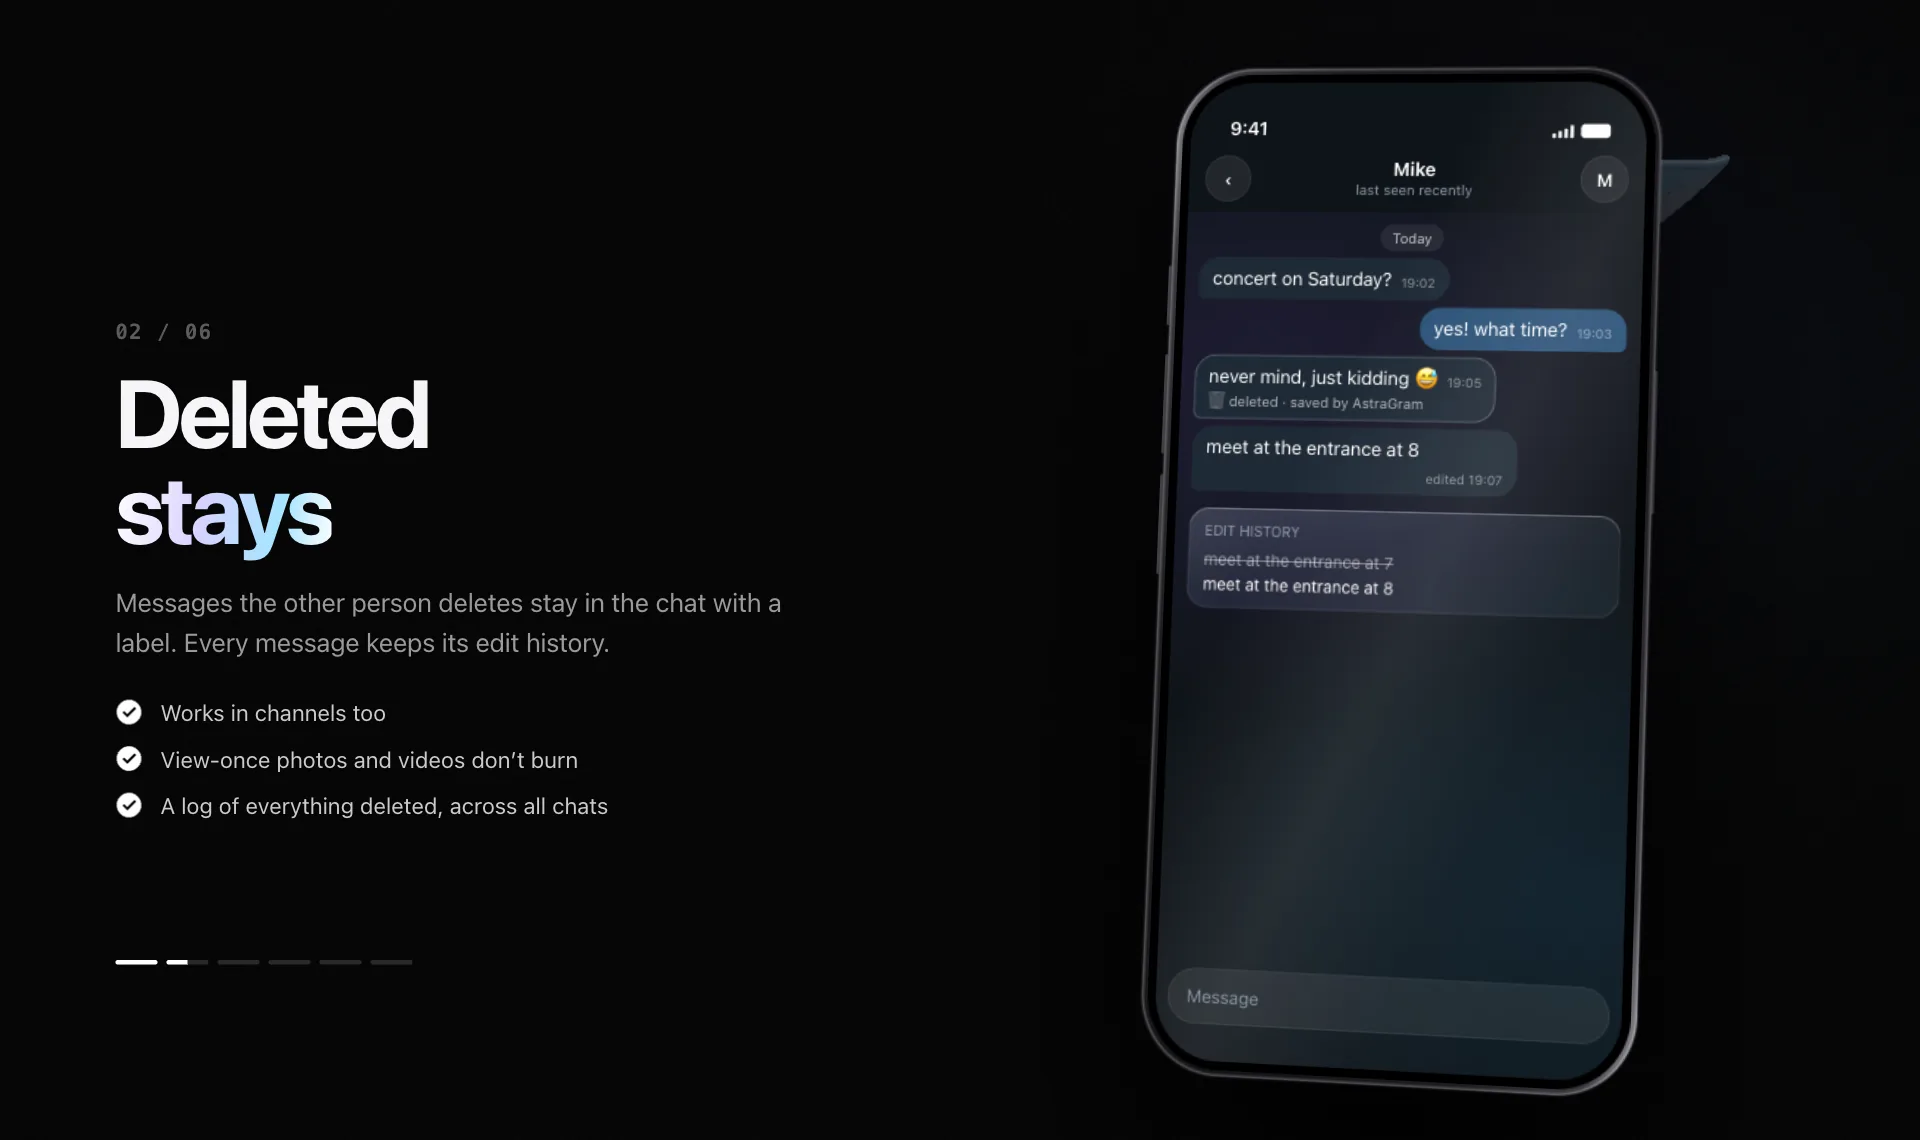 02 / 06
Deleted
stays
Messages the other person deletes stay in the chat with a
label. Every message keeps its edit history.
Works in channels too
View-once photos and videos don’t burn
A log of everything deleted, across all chats
9:41
‹
Mike
last seen recently
M
Today
concert on Saturday? 19:02
yes! what time? 19:03
never mind, just kidding 😅 19:05
🗑 deleted · saved by AstraGram
meet at the entrance at 8
edited 19:07
EDIT HISTORY
meet at the entrance at 7
meet at the entrance at 8
Message